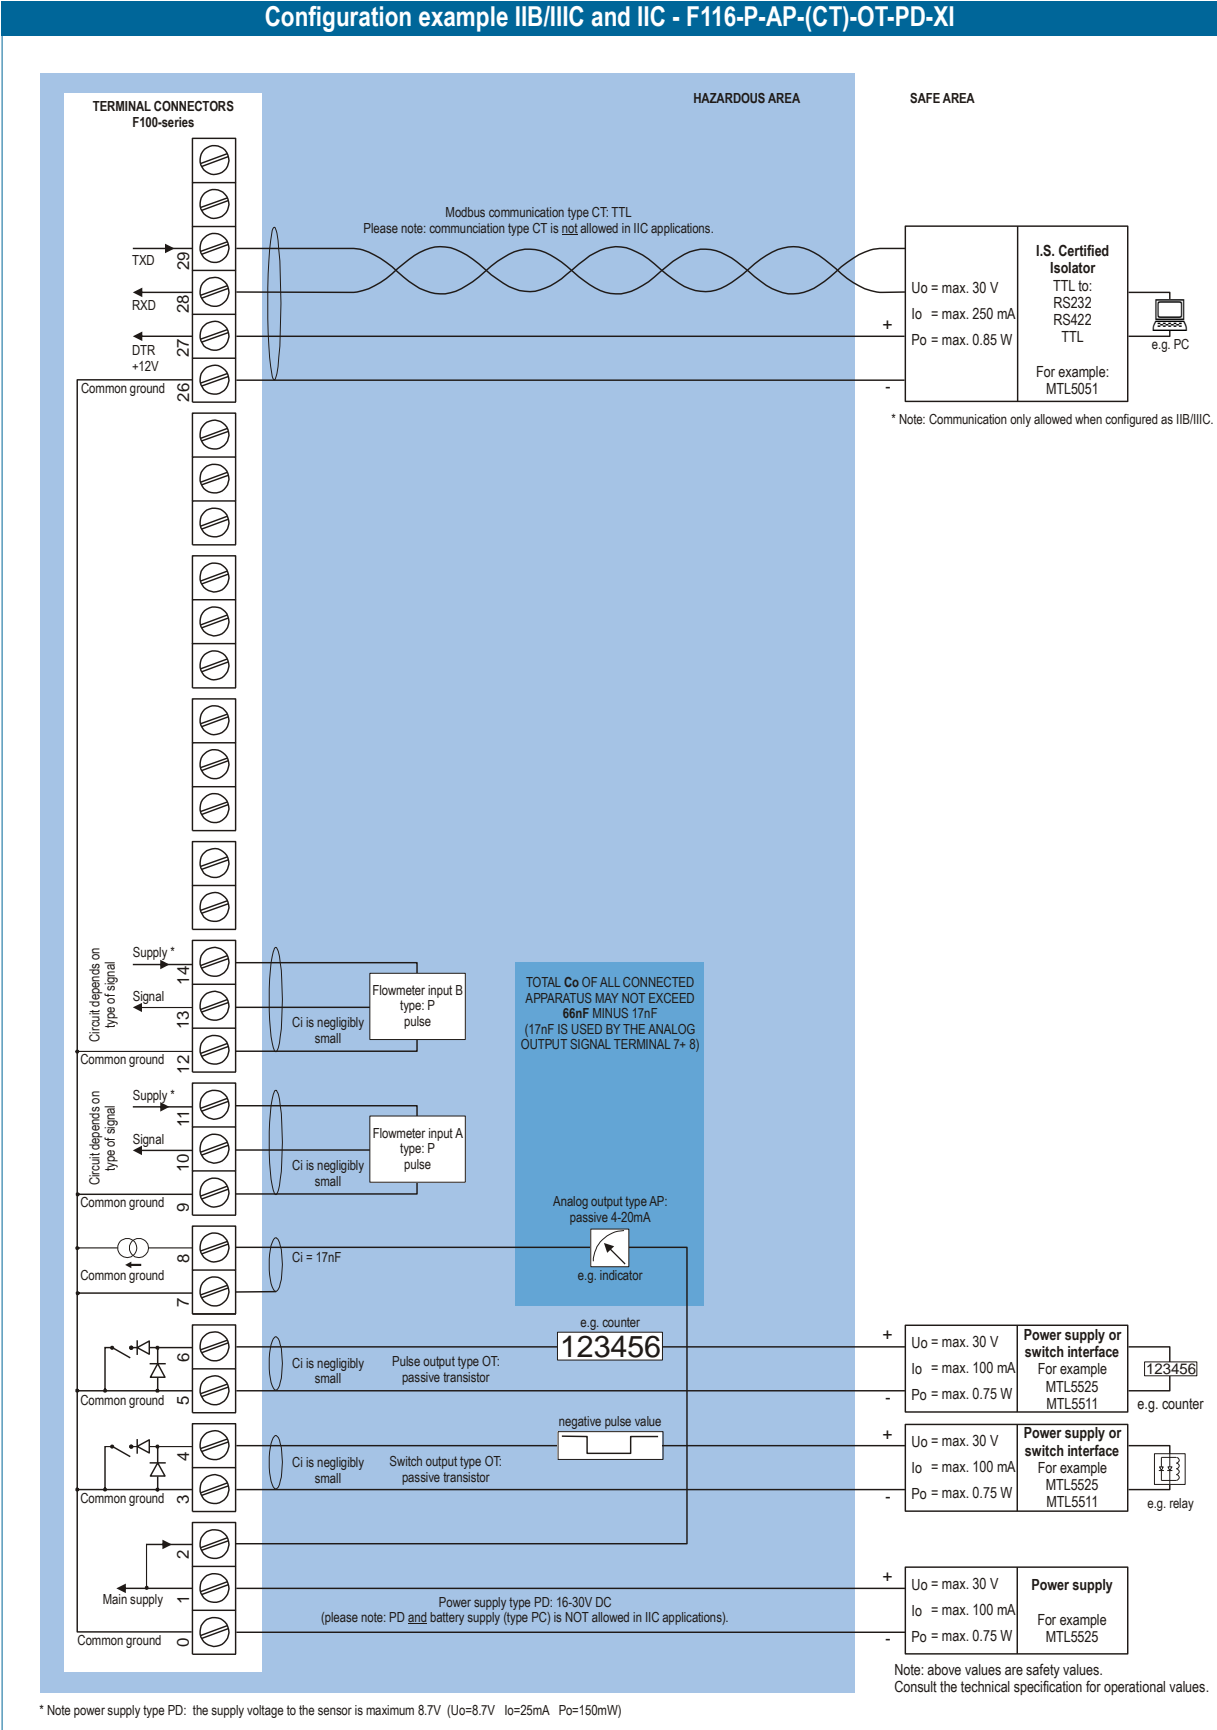 Configuration example IIB/IIIC and IIC - F116-P-AP-(CT)-OT-PD-XI
TERMINAL CONNECTORS
F100-series
HAZARDOUS AREA
SAFE AREA
Modbus communication type CT: TTL
Please note: communciation type CT is not allowed in IIC applications.
TXD
29
RXD
28
DTR
+12V
27
Common ground
26
Uo = max. 30 V
Io = max. 250 mA
Po = max. 0.85 W
+
-
I.S. Certified
Isolator
TTL to:
RS232
RS422
TTL
For example:
MTL5051
e.g. PC
* Note: Communication only allowed when configured as IIB/IIIC.
Circuit depends on
type of signal
Supply *
14
Signal
13
Common ground
12
Ci is negligibly
small
Flowmeter input B
type: P
pulse
TOTAL Co OF ALL CONNECTED
APPARATUS MAY NOT EXCEED
66nF MINUS 17nF
(17nF IS USED BY THE ANALOG
OUTPUT SIGNAL TERMINAL 7+ 8)
Circuit depends on
type of signal
Supply *
11
Signal
10
Common ground
9
Ci is negligibly
small
Flowmeter input A
type: P
pulse
Analog output type AP:
passive 4-20mA
e.g. indicator
8
Common ground
7
Ci = 17nF
6
Common ground
5
Ci is negligibly
small
Pulse output type OT:
passive transistor
e.g. counter
123456
+
-
Uo = max. 30 V
Io = max. 100 mA
Po = max. 0.75 W
Power supply or
switch interface
For example
MTL5525
MTL5511
123456
e.g. counter
4
Common ground
3
Ci is negligibly
small
Switch output type OT:
passive transistor
negative pulse value
+
-
Uo = max. 30 V
Io = max. 100 mA
Po = max. 0.75 W
Power supply or
switch interface
For example
MTL5525
MTL5511
e.g. relay
2
Main supply
1
Common ground
0
Power supply type PD: 16-30V DC
(please note: PD and battery supply (type PC) is NOT allowed in IIC applications).
+
-
Uo = max. 30 V
Io = max. 100 mA
Po = max. 0.75 W
Power supply
For example
MTL5525
Note: above values are safety values.
Consult the technical specification for operational values.
* Note power supply type PD: the supply voltage to the sensor is maximum 8.7V (Uo=8.7V Io=25mA Po=150mW)